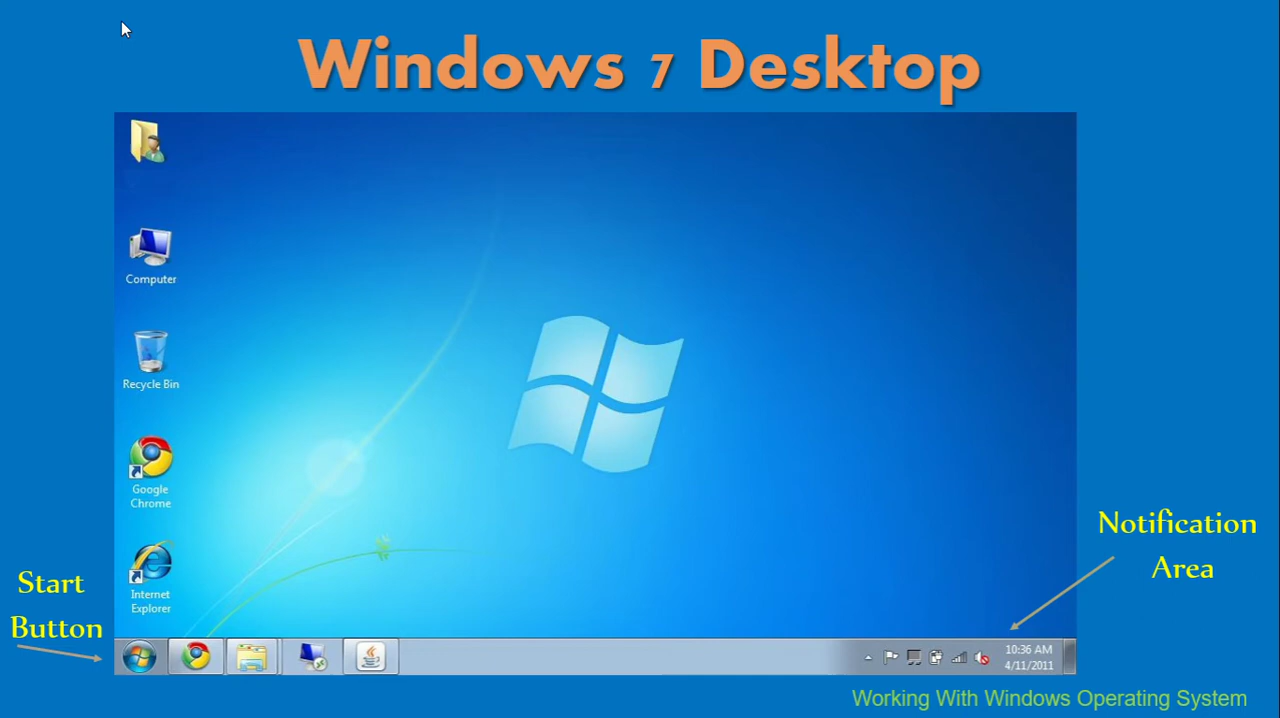 Windows 7 Desktop
Computer
Recycle Bin
Google
Chrome
Internet
Explorer
Start
Button
Notification
Area
10:36 AM
4/11/2011
Working With Windows Operating System